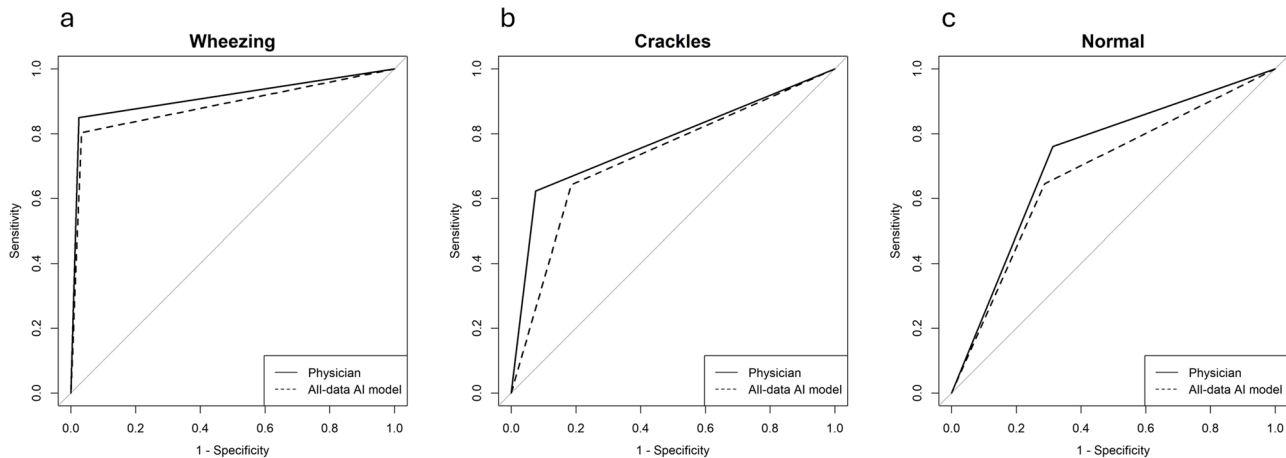 a
Wheezing
Sensitivity
1.0
0.8
0.6
0.4
0.2
0.0
Physician
All-data AI model
0.0 0.2 0.4 0.6 0.8 1.0
1 - Specificity
b
Crackles
Sensitivity
1.0
0.8
0.6
0.4
0.2
0.0
Physician
All-data AI model
0.0 0.2 0.4 0.6 0.8 1.0
1 - Specificity
c
Normal
Sensitivity
1.0
0.8
0.6
0.4
0.2
0.0
Physician
All-data AI model
0.0 0.2 0.4 0.6 0.8 1.0
1 - Specificity